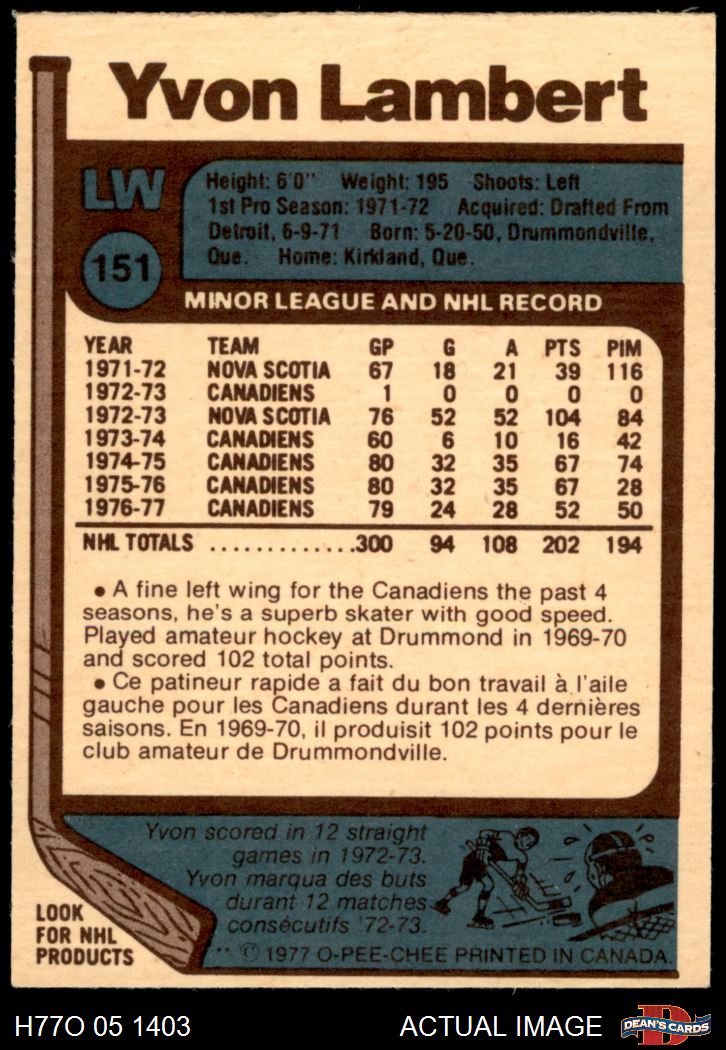 Yvon Lambert
LW
151
Height: 6'0" Weight: 195 Shoots: Left
1st Pro Season: 1971-72 Acquired: Drafted From
Detroit, 6-9-71 Born: 5-20-50, Drummondville,
Que. Home: Kirkland, Que.
MINOR LEAGUE AND NHL RECORD
YEAR TEAM GP G A PTS PIM
1971-72 NOVA SCOTIA 67 18 21 39 116
1972-73 CANADIENS 1 0 0 0 0
1972-73 NOVA SCOTIA 76 52 52 104 84
1973-74 CANADIENS 60 6 10 16 42
1974-75 CANADIENS 80 32 35 67 74
1975-76 CANADIENS 80 32 35 67 28
1976-77 CANADIENS 79 24 28 52 50
NHL TOTALS .............300 94 108 202 194
• A fine left wing for the Canadiens the past 4
seasons, he's a superb skater with good speed.
Played amateur hockey at Drummond in 1969-70
and scored 102 total points.
• Ce patineur rapide a fait du bon travail à l'aile
gauche pour les Canadiens durant les 4 dernières
saisons. En 1969-70, il produisit 102 points pour le
club amateur de Drummondville.
Yvon scored in 12 straight
games in 1972-73.
Yvon marqua des buts
durant 12 matches
consécutifs '72-73.
LOOK
FOR NHL
PRODUCTS
** © 1977 O-PEE-CHEE PRINTED IN CANADA.
H77O 05 1403
ACTUAL IMAGE
D
DEAN'S CARDS